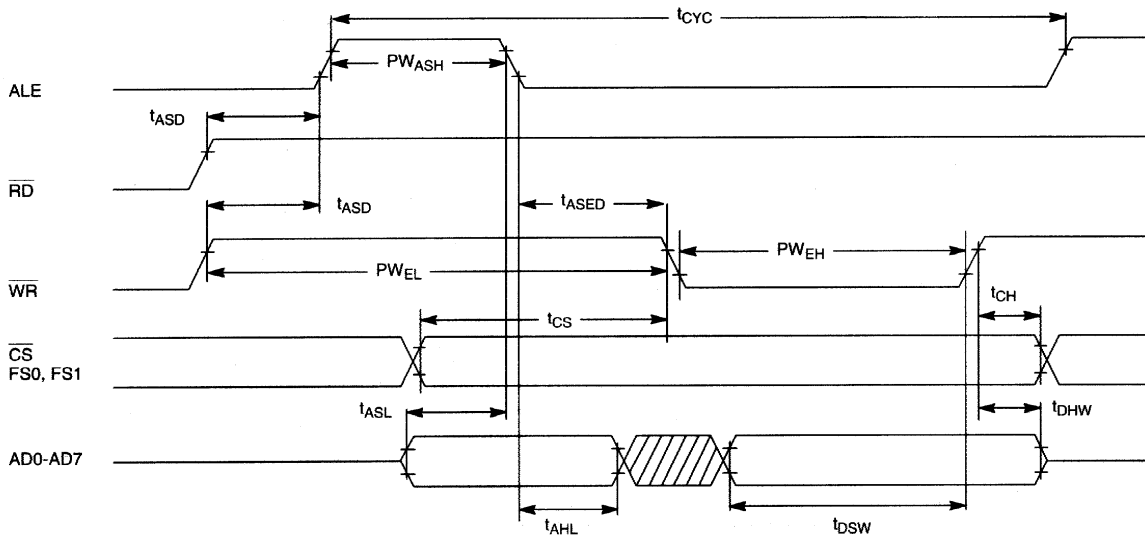 tCYC
ALE
PWASH
tASD
RD
tASD
tASED
WR
PWEL
PWEH
tCS
tCH
CS
FS0, FS1
tASL
tDHW
AD0-AD7
tAHL
tDSW